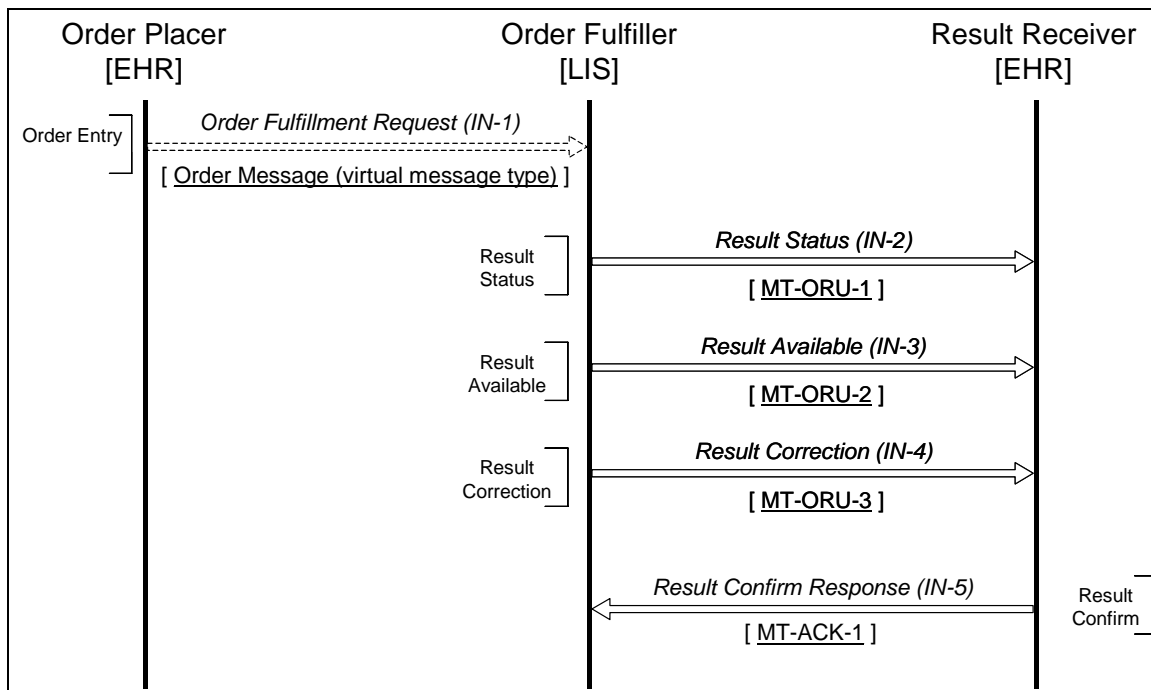 Order Placer
[EHR]
Order Fulfiller
[LIS]
Result Receiver
[EHR]
Order Entry
Order Fulfillment Request (IN-1)
[ Order Message (virtual message type) ]
Result
Status
Result Status (IN-2)
[ MT-ORU-1 ]
Result
Available
Result Available (IN-3)
[ MT-ORU-2 ]
Result
Correction
Result Correction (IN-4)
[ MT-ORU-3 ]
Result Confirm Response (IN-5)
[ MT-ACK-1 ]
Result
Confirm